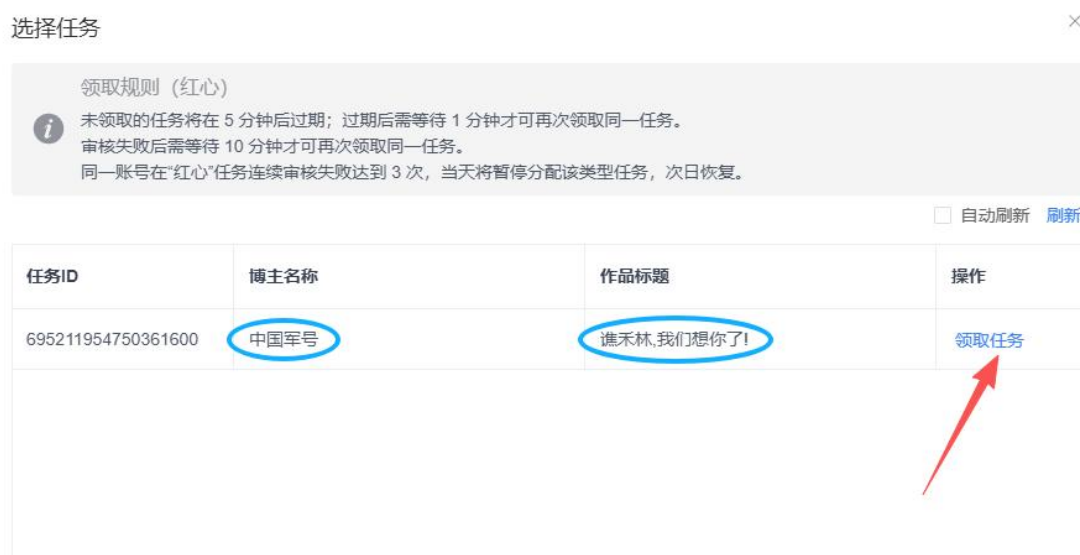 选择任务
领取规则（红心）
未领取的任务将在 5 分钟后过期；过期后需等待 1 分钟才可再次领取同一任务。
审核失败后需等待 10 分钟才可再次领取同一任务。
同一账号在“红心”任务连续审核失败达到 3 次，当天将暂停分配该类型任务，次日恢复。
自动刷新 刷新
任务ID 博主名称 作品标题 操作
695211954750361600 中国军号 谯禾林,我们想你了! 领取任务